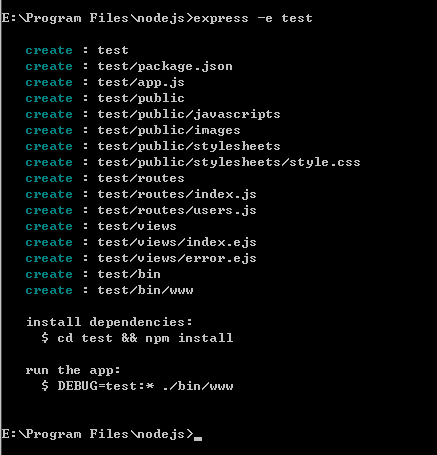 E:\Program Files\nodejs>express -e test
create : test
create : test/package.json
create : test/app.js
create : test/public
create : test/public/javascripts
create : test/public/images
create : test/public/stylesheets
create : test/public/stylesheets/style.css
create : test/routes
create : test/routes/index.js
create : test/routes/users.js
create : test/views
create : test/views/index.ejs
create : test/views/error.ejs
create : test/bin
create : test/bin/www
install dependencies:
$ cd test && npm install
run the app:
$ DEBUG=test:* ./bin/www
E:\Program Files\nodejs>_